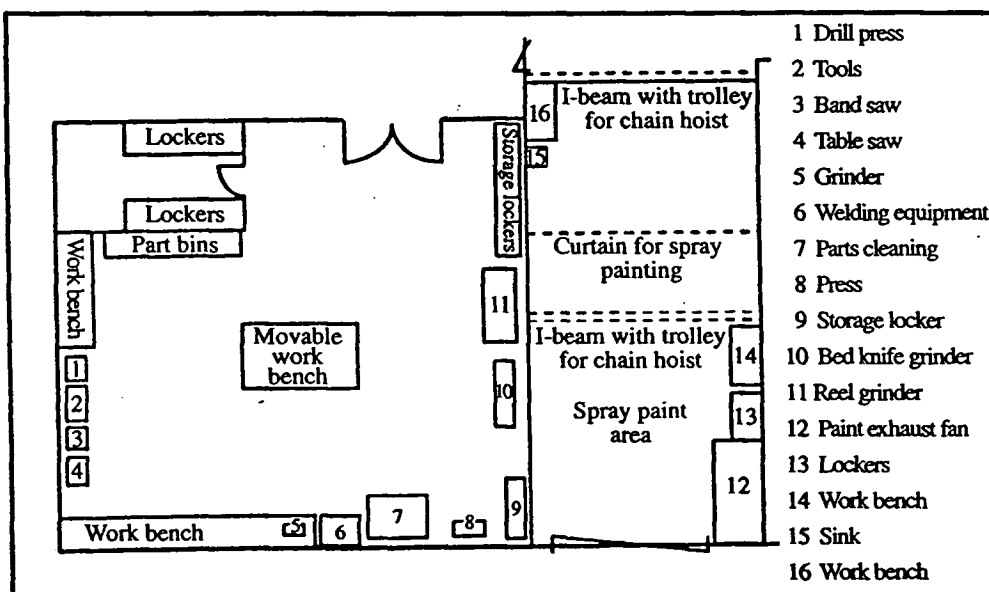 1 Drill press
2 Tools
3 Band saw
4 Table saw
5 Grinder
6 Welding equipment
7 Parts cleaning
8 Press
9 Storage locker
10 Bed knife grinder
11 Reel grinder
12 Paint exhaust fan
13 Lockers
14 Work bench
15 Sink
16 Work bench
Lockers
Lockers
Part bins
Work bench
1
2
3
4
Movable
work
bench
Storage lockers
11
10
9
Work bench
5
6
7
8
16
15
I-beam with trolley
for chain hoist
Curtain for spray
painting
I-beam with trolley
for chain hoist
Spray paint
area
14
13
12